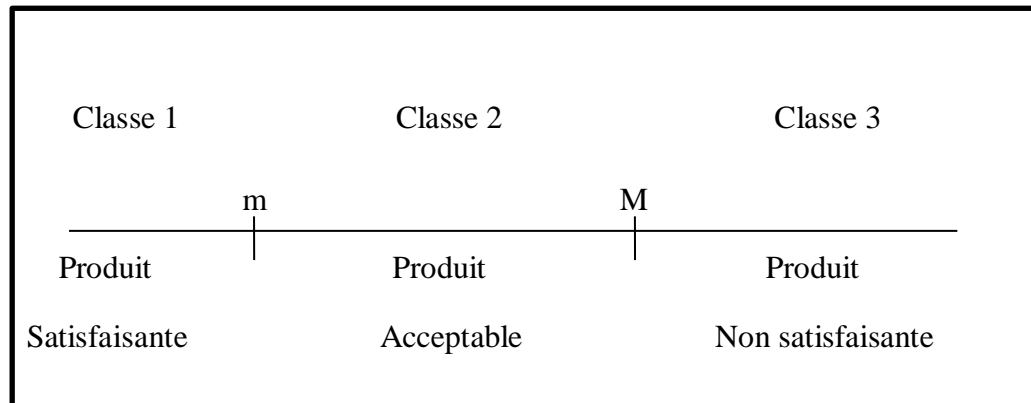 Classe 1 Classe 2 Classe 3
m M
Produit Produit Produit
Satisfaisante Acceptable Non satisfaisante